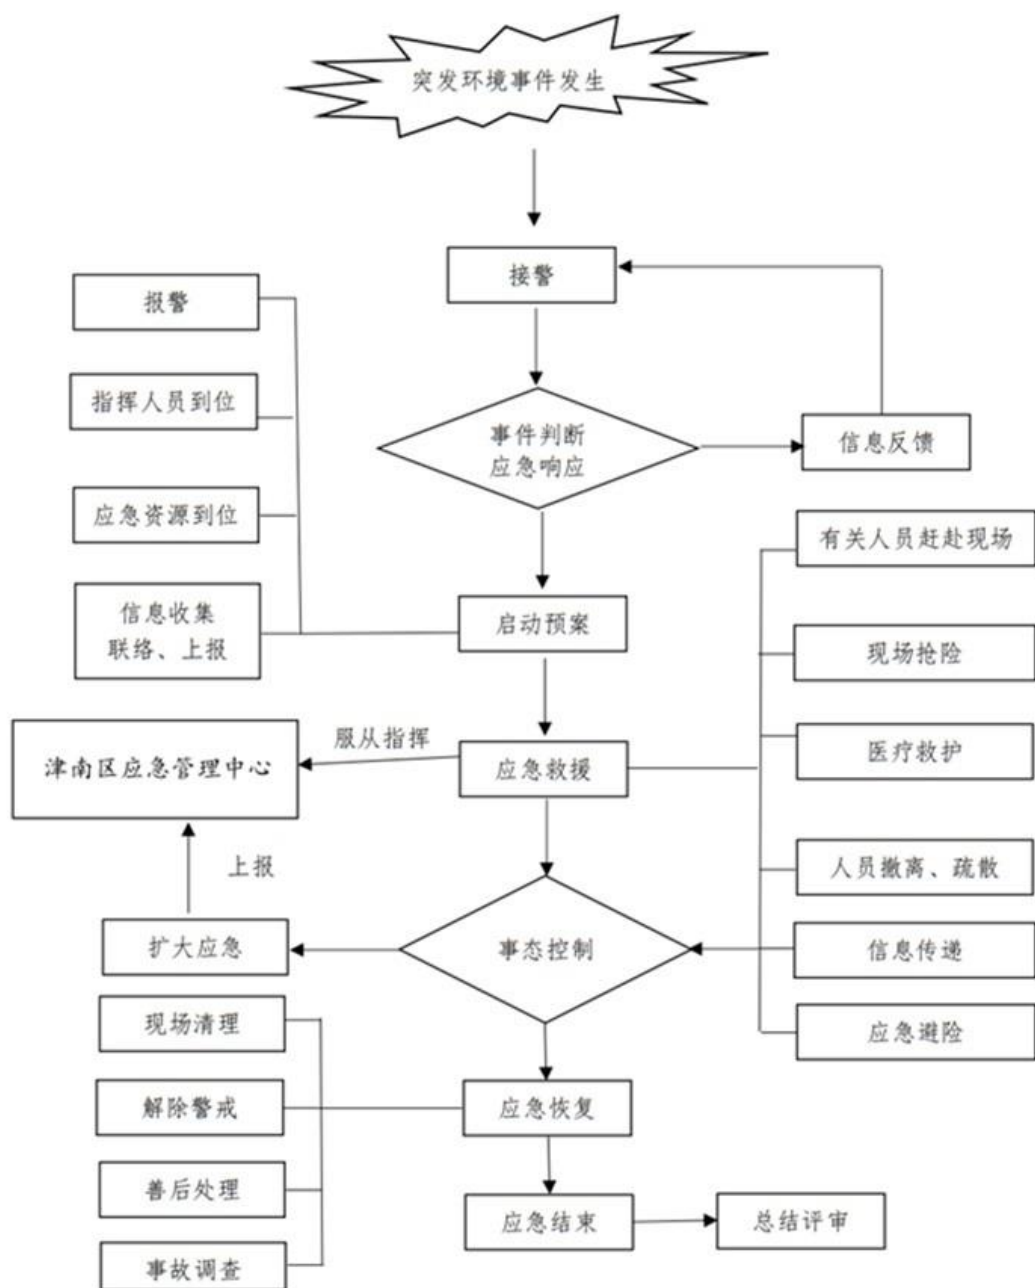 突发环境事件发生
接警
报警
指挥人员到位
事件判断
应急响应
信息反馈
应急资源到位
有关人员赶赴现场
信息收集
联络、上报
启动预案
现场抢险
服从指挥
津南区应急管理中心
应急救援
医疗救护
上报
人员撤离、疏散
扩大应急
事态控制
信息传递
现场清理
应急避险
解除警戒
应急恢复
善后处理
应急结束
总结评审
事故调查